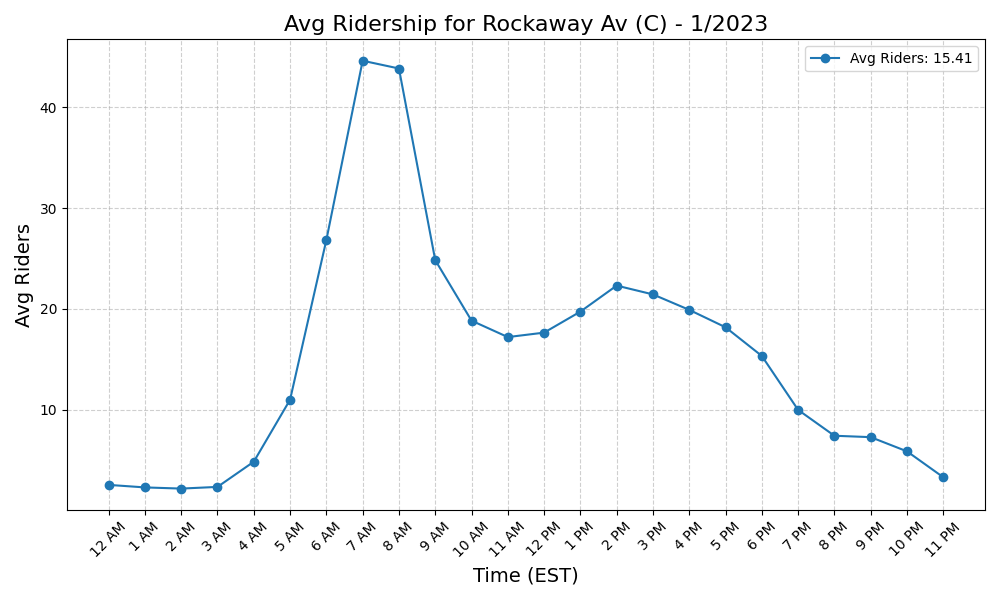 Avg Ridership for Rockaway Av (C) - 1/2023
Avg Riders: 15.41
Avg Riders
40
30
20
10
12 AM
1 AM
2 AM
3 AM
4 AM
5 AM
6 AM
7 AM
8 AM
9 AM
10 AM
11 AM
12 PM
1 PM
2 PM
3 PM
4 PM
5 PM
6 PM
7 PM
8 PM
9 PM
10 PM
11 PM
Time (EST)